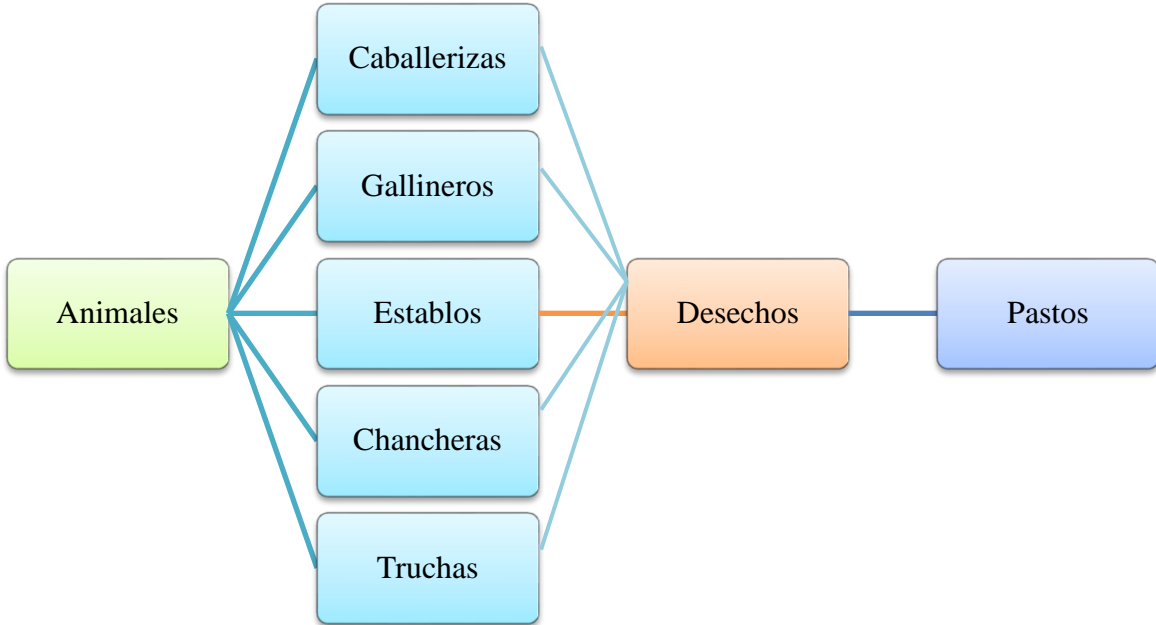 Caballerizas
Gallineros
Animales
Establos
Desechos
Pastos
Chancheras
Truchas